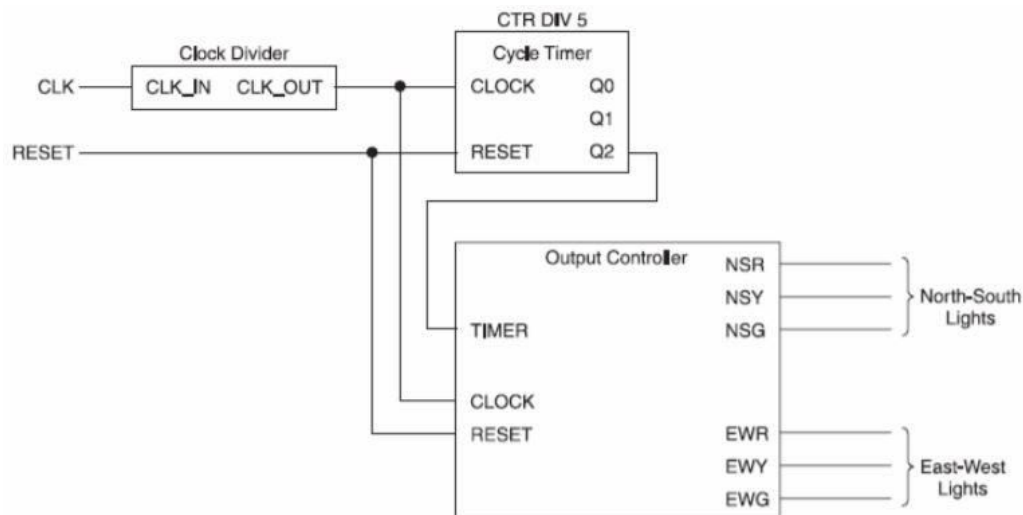 CTR DIV 5
Clock Divider
Cycle Timer
CLK
CLK_IN CLK_OUT
CLOCK
Q0
Q1
RESET
RESET
Q2
Output Controller
NSR
NSY
North-South
Lights
TIMER
NSG
CLOCK
RESET
EWR
EWY
East-West
Lights
EWG